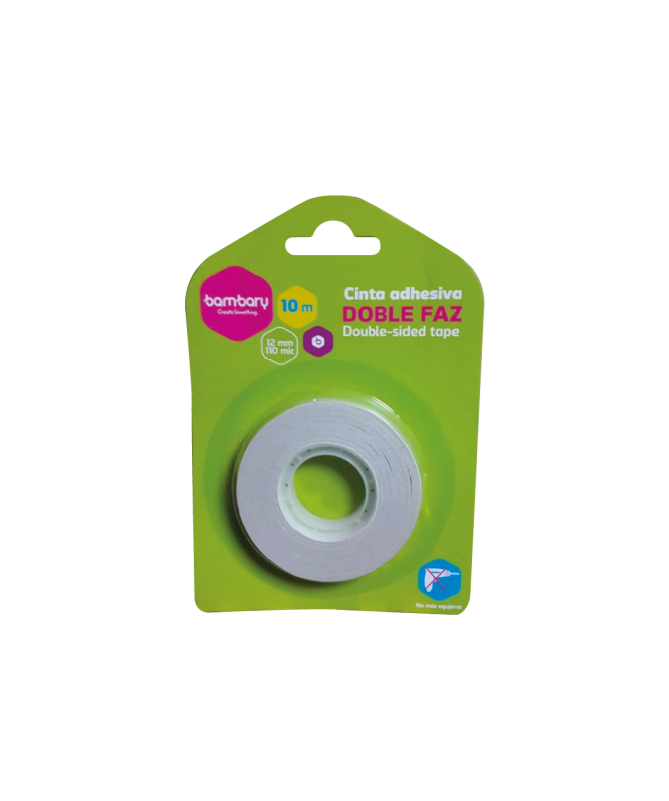 bambary
Create Something.
10 m
Cinta adhesiva
DOBLE FAZ
Double-sided tape
12 mm
110 mic
b
No más agujeros